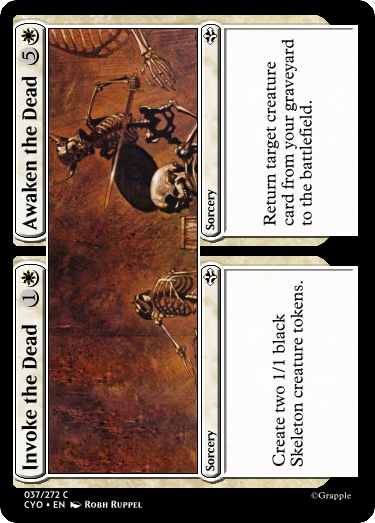 Invoke the Dead 1
Sorcery
Create two 1/1 black
Skeleton creature tokens.
Awaken the Dead 5
Sorcery
Return target creature
card from your graveyard
to the battlefield.
037/272 C
CYO • EN Robh Ruppel
©Grapple